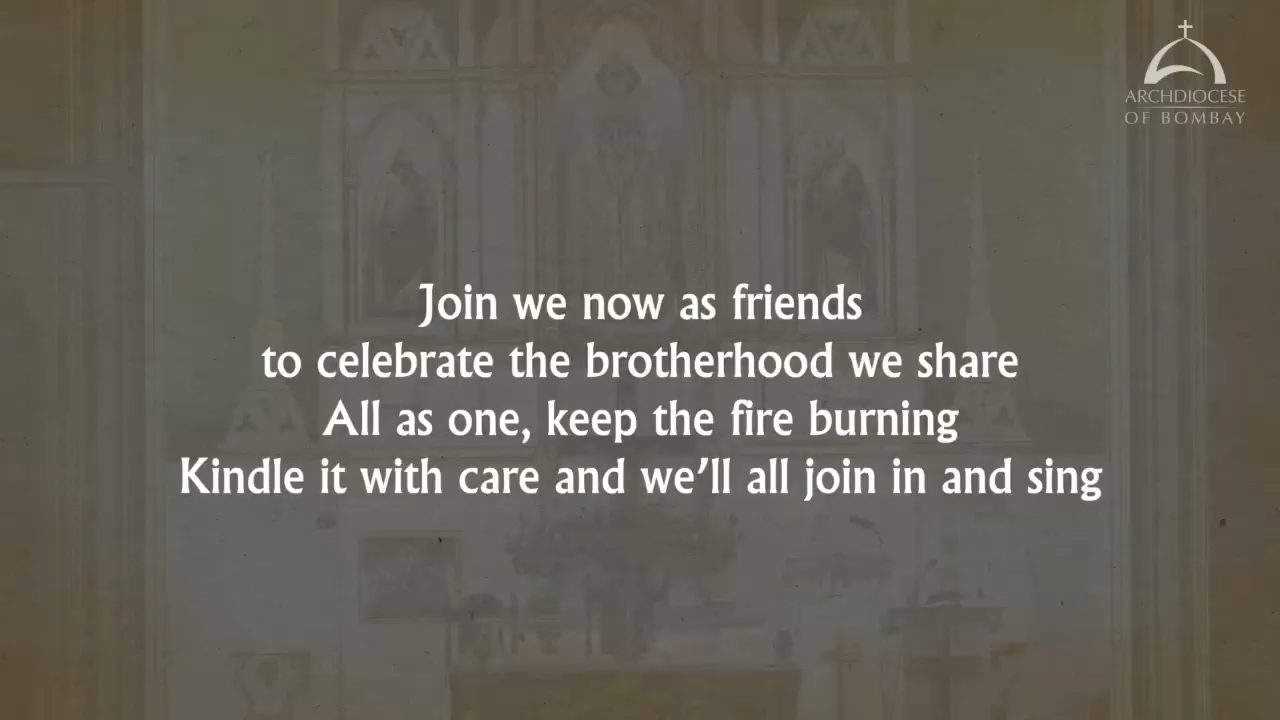 ARCHDIOCESE
OF BOMBAY
Join we now as friends
to celebrate the brotherhood we share
All as one, keep the fire burning
Kindle it with care and we’ll all join in and sing